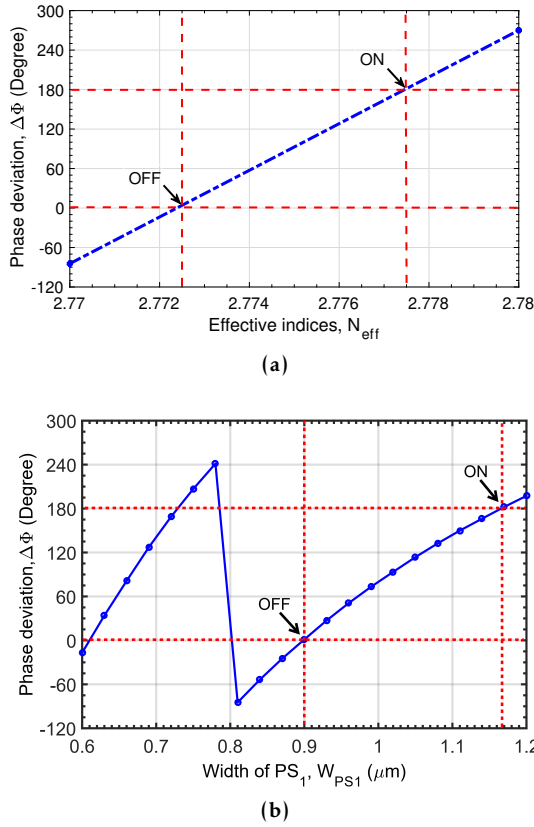 300
240
180
120
60
0
-60
-120
Phase deviation, ΔΦ (Degree)
OFF
ON
2.77
2.772
2.774
2.776
2.778
2.78
Effective indices, N_eff
(a)
300
240
180
120
60
0
-60
-120
Phase deviation, ΔΦ (Degree)
OFF
ON
0.6
0.7
0.8
0.9
1
1.1
1.2
Width of PS_1, W_PS1 (μm)
(b)